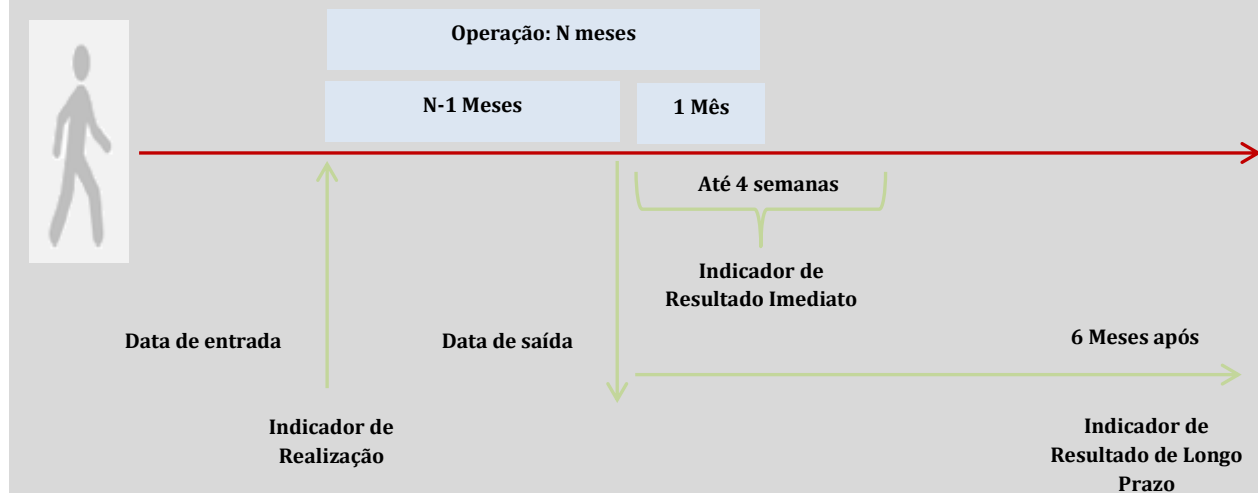 Operação: N meses
N-1 Meses
1 Mês
Até 4 semanas
Indicador de
Resultado Imediato
Data de entrada
Data de saída
6 Meses após
Indicador de
Realização
Indicador de
Resultado de Longo
Prazo